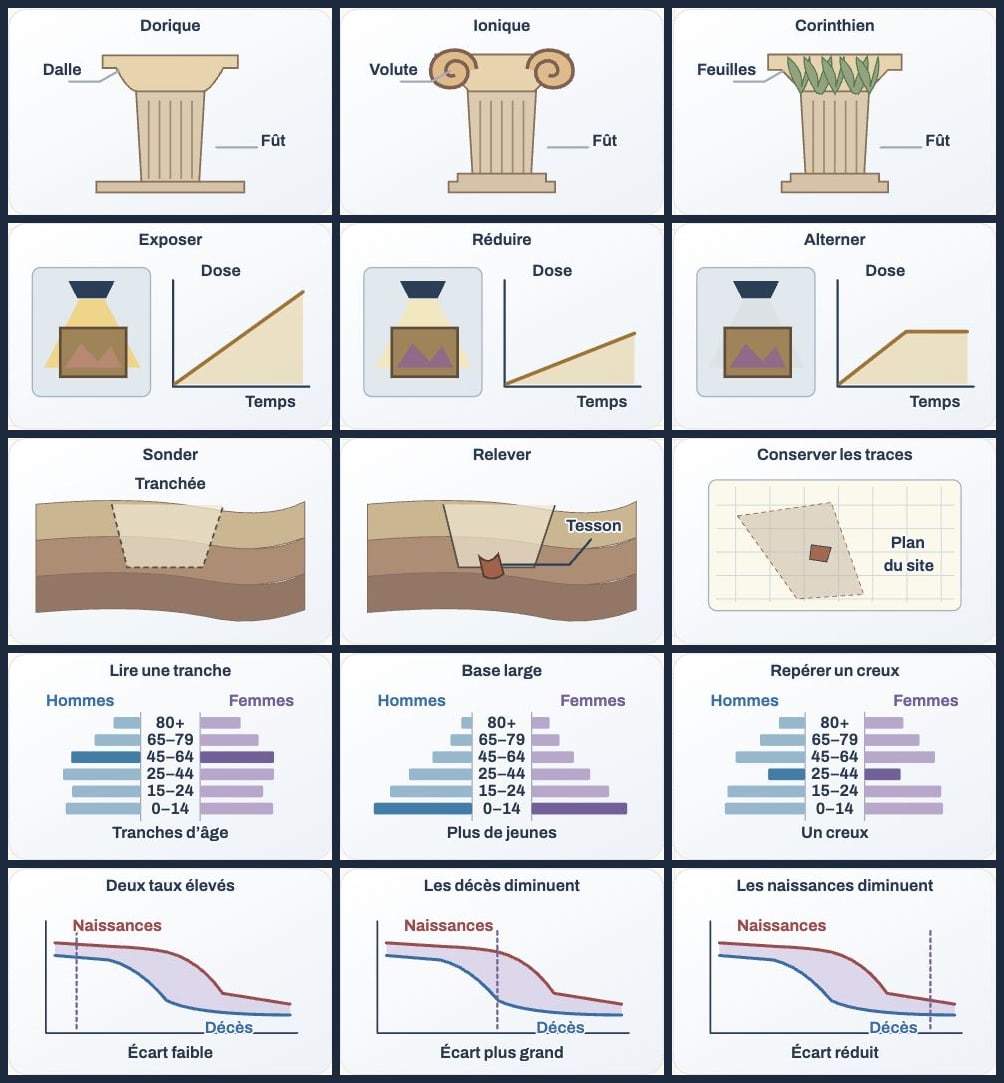 Dorique
Dalle
Fût
Ionique
Volute
Fût
Corinthien
Feuilles
Fût
Exposer
Dose
Temps
Réduire
Dose
Temps
Alterner
Dose
Temps
Sonder
Tranchée
Relever
Tesson
Conserver les traces
Plan
du site
Lire une tranche
Hommes
Femmes
80+
65–79
45–64
25–44
15–24
0–14
Tranches d’âge
Base large
Hommes
Femmes
80+
65–79
45–64
25–44
15–24
0–14
Plus de jeunes
Repérer un creux
Hommes
Femmes
80+
65–79
45–64
25–44
15–24
0–14
Un creux
Deux taux élevés
Naissances
Décès
Écart faible
Les décès diminuent
Naissances
Décès
Écart plus grand
Les naissances diminuent
Naissances
Décès
Écart réduit